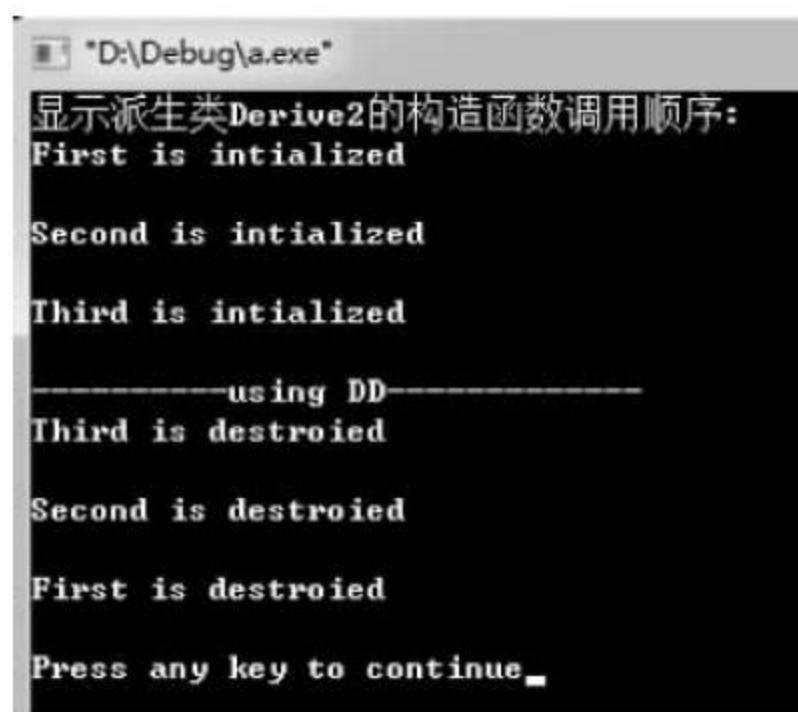 "D:\Debug\a.exe"
显示派生类Derive2的构造函数调用顺序:
First is intialized
Second is intialized
Third is intialized
----------using DD-------------
Third is destroied
Second is destroied
First is destroied
Press any key to continue